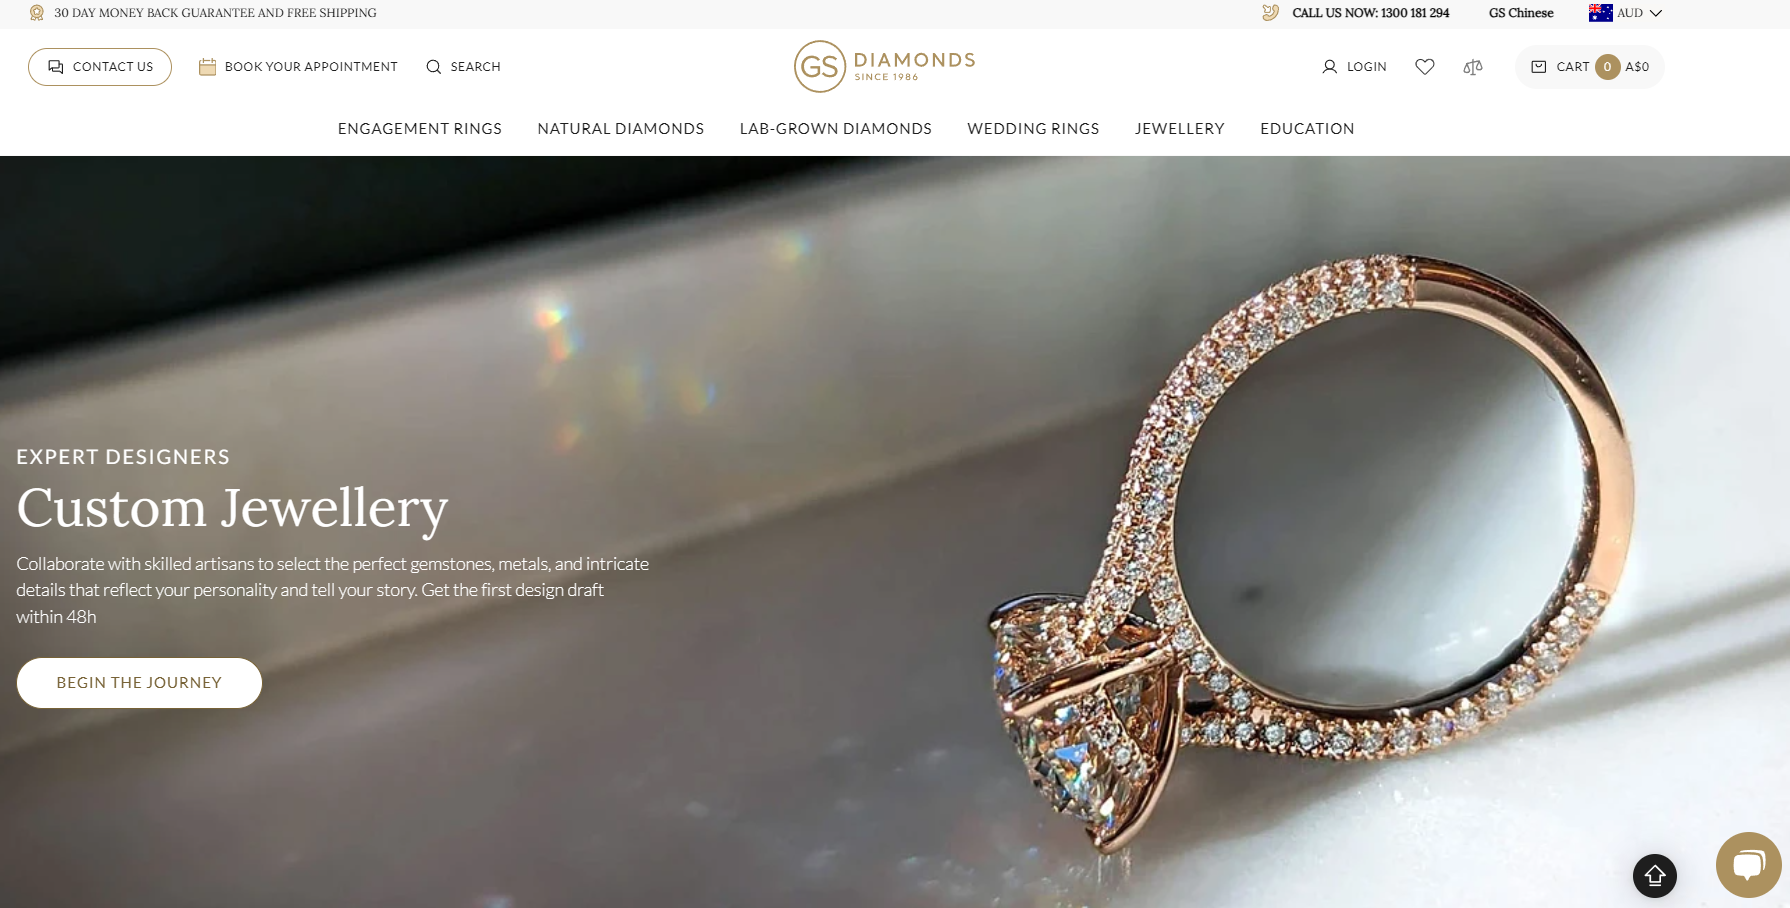 30 DAY MONEY BACK GUARANTEE AND FREE SHIPPING
CALL US NOW: 1300 181 294
GS Chinese
AUD
CONTACT US
BOOK YOUR APPOINTMENT
SEARCH
GS DIAMONDS
SINCE 1986
LOGIN
CART 0 A$0
ENGAGEMENT RINGS
NATURAL DIAMONDS
LAB-GROWN DIAMONDS
WEDDING RINGS
JEWELLERY
EDUCATION
EXPERT DESIGNERS
Custom Jewellery
Collaborate with skilled artisans to select the perfect gemstones, metals, and intricate
details that reflect your personality and tell your story. Get the first design draft
within 48h
BEGIN THE JOURNEY